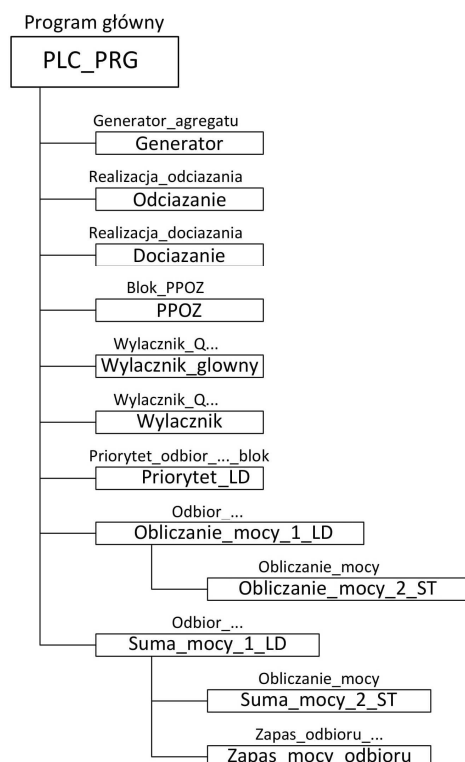 Program główny
PLC_PRG
Generator_agregatu
Generator
Realizacja_odciazania
Odciazanie
Realizacja_dociazania
Dociazanie
Blok_PPOZ
PPOZ
Wylacznik_Q...
Wylacznik_glowny
Wylacznik_Q...
Wylacznik
Priorytet_odbior_..._blok
Priorytet_LD
Odbior_...
Obliczanie_mocy_1_LD
Obliczanie_mocy
Obliczanie_mocy_2_ST
Odbior_...
Suma_mocy_1_LD
Obliczanie_mocy
Suma_mocy_2_ST
Zapas_odbioru_...
Zapas_mocy_odbioru